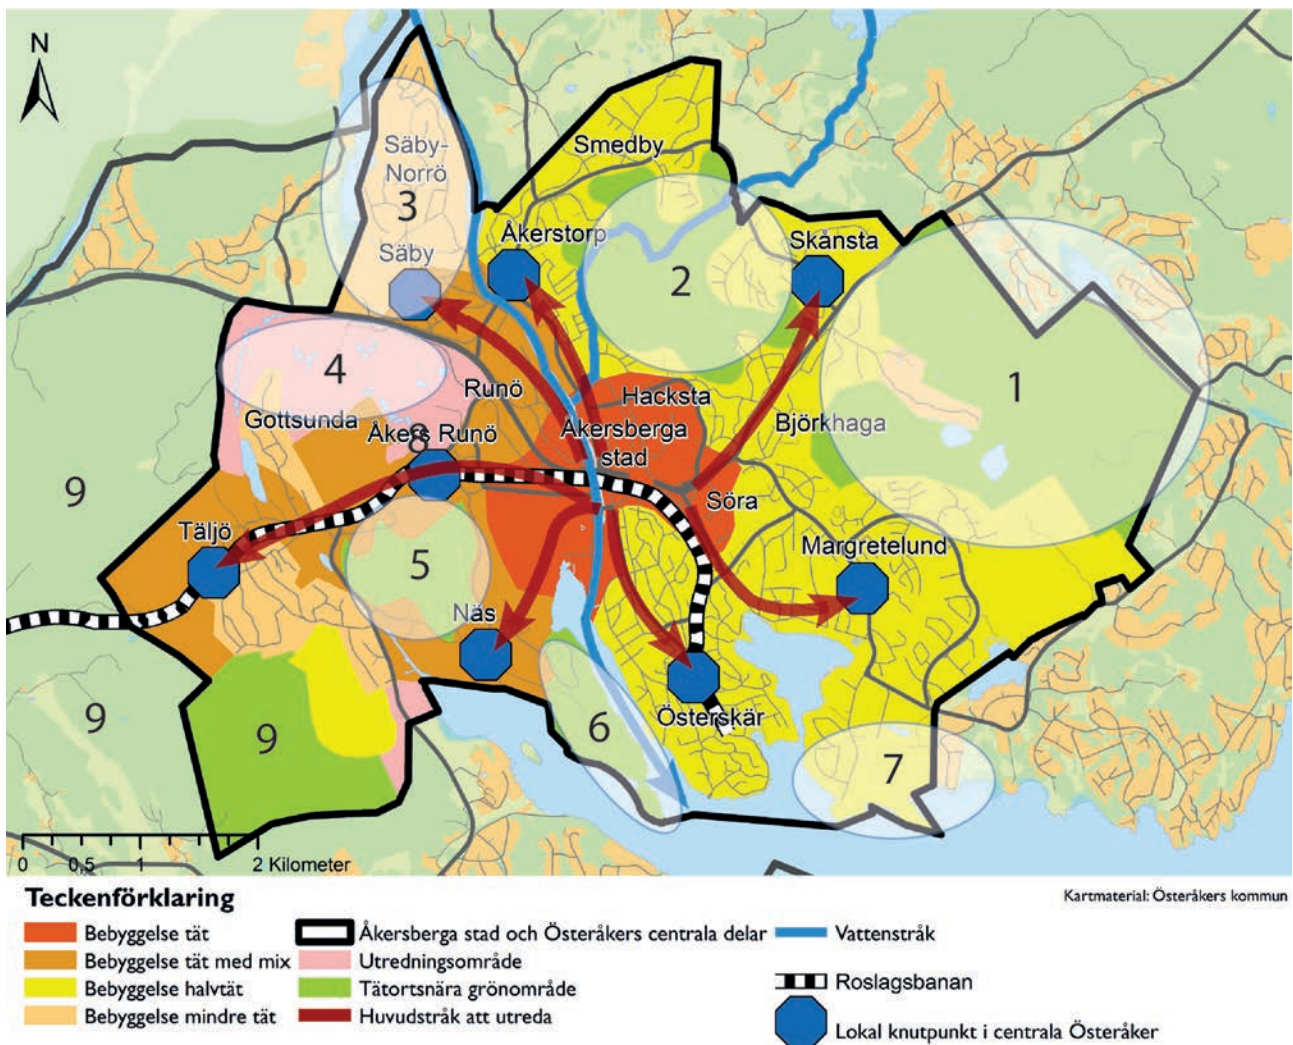 N
Säby-
Norrö
3
Säby
Smedby
Åkerstorp
2
Skånsta
1
4
Gottsunda
Runö
Åkers Runö
8
Hacksta
Åkersberga
stad
Björkhaga
Söra
9
Täljö
5
Näs
Margretelund
9
9
6
Österskär
7
0 0,5 1 2 Kilometer
Teckenförklaring
Kartmaterial: Österåkers kommun
Bebyggelse tät
Bebyggelse tät med mix
Bebyggelse halvtät
Bebyggelse mindre tät
Åkersberga stad och Österåkers centrala delar
Utredningsområde
Tätortsnära grönområde
Huvudstråk att utreda
Vattenstråk
Roslagsbanan
Lokal knutpunkt i centrala Österåker